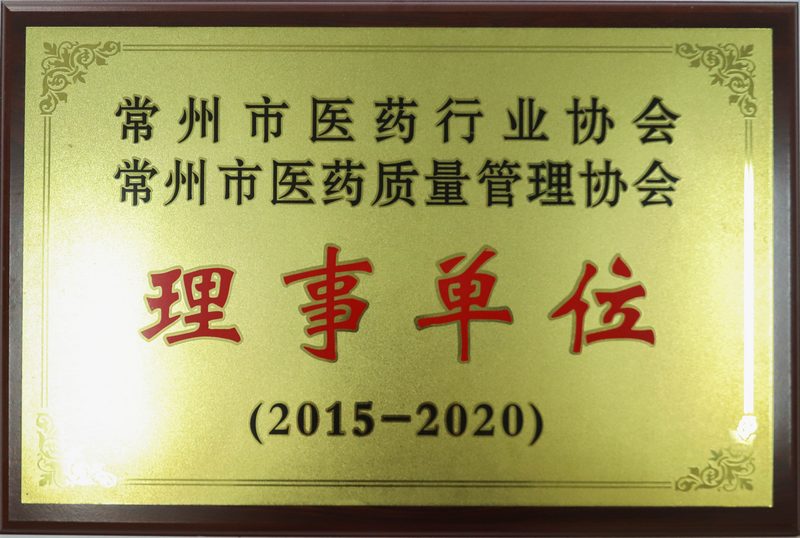 常州市医药行业协会
常州市医药质量管理协会
理事单位
(2015-2020)